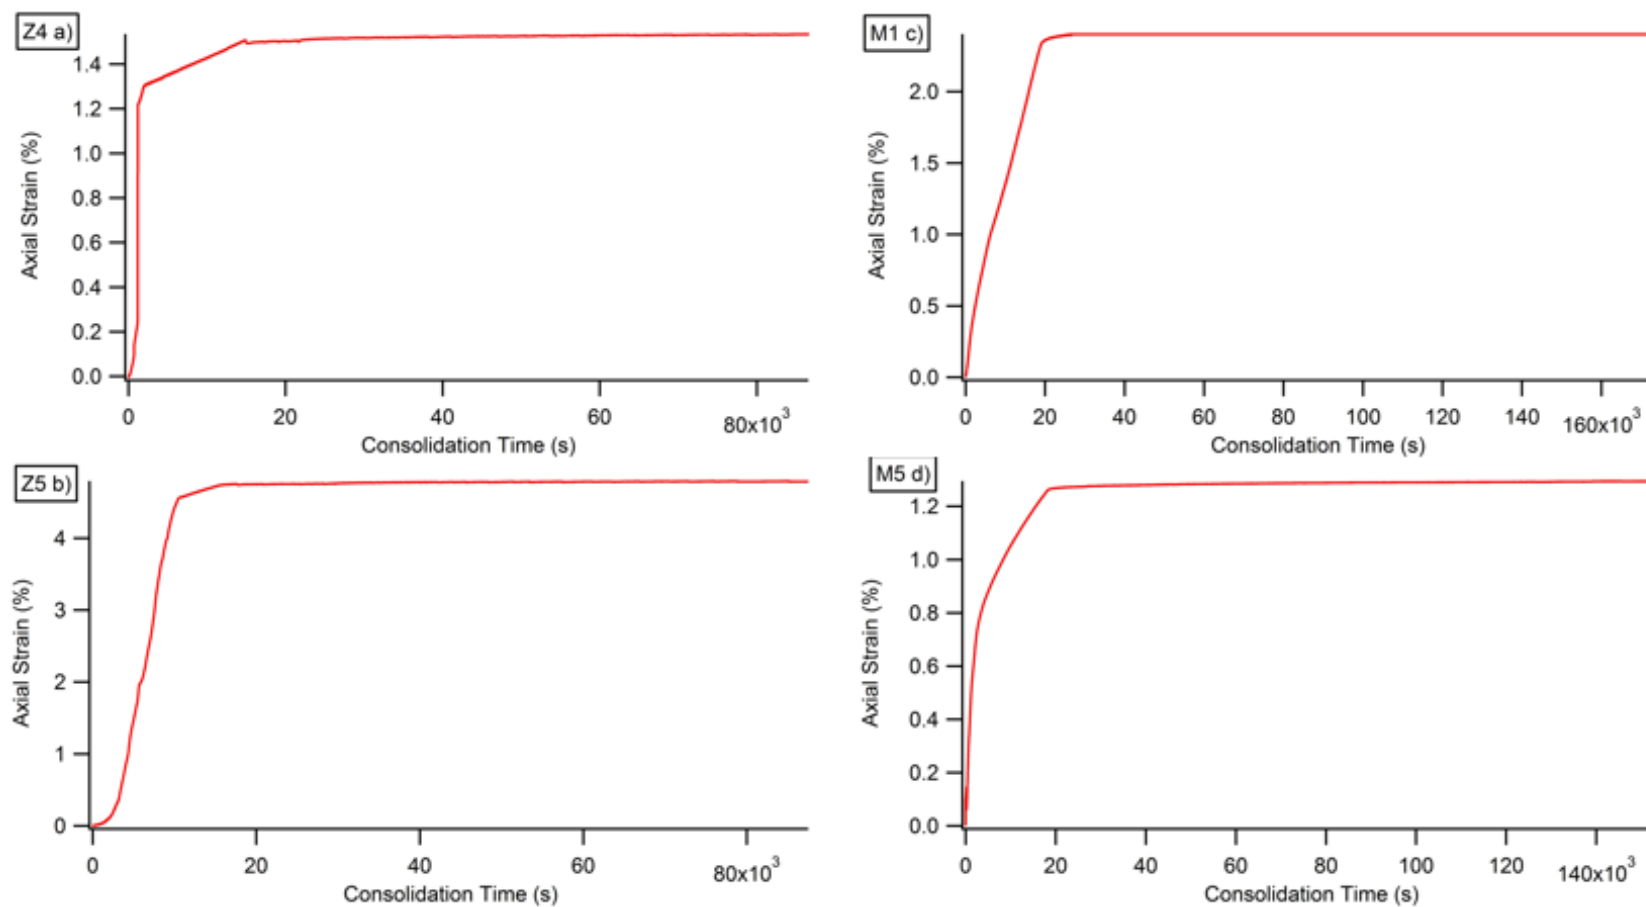 Z4 a)
1.4
1.2
1.0
0.8
0.6
0.4
0.2
0.0
Axial Strain (%)
0 20 40 60 80x10³
Consolidation Time (s)
M1 c)
2.0
1.5
1.0
0.5
0.0
Axial Strain (%)
0 20 40 60 80 100 120 140 160x10³
Consolidation Time (s)
Z5 b)
4
3
2
1
0
Axial Strain (%)
0 20 40 60 80x10³
Consolidation Time (s)
M5 d)
1.2
1.0
0.8
0.6
0.4
0.2
0.0
Axial Strain (%)
0 20 40 60 80 100 120 140x10³
Consolidation Time (s)